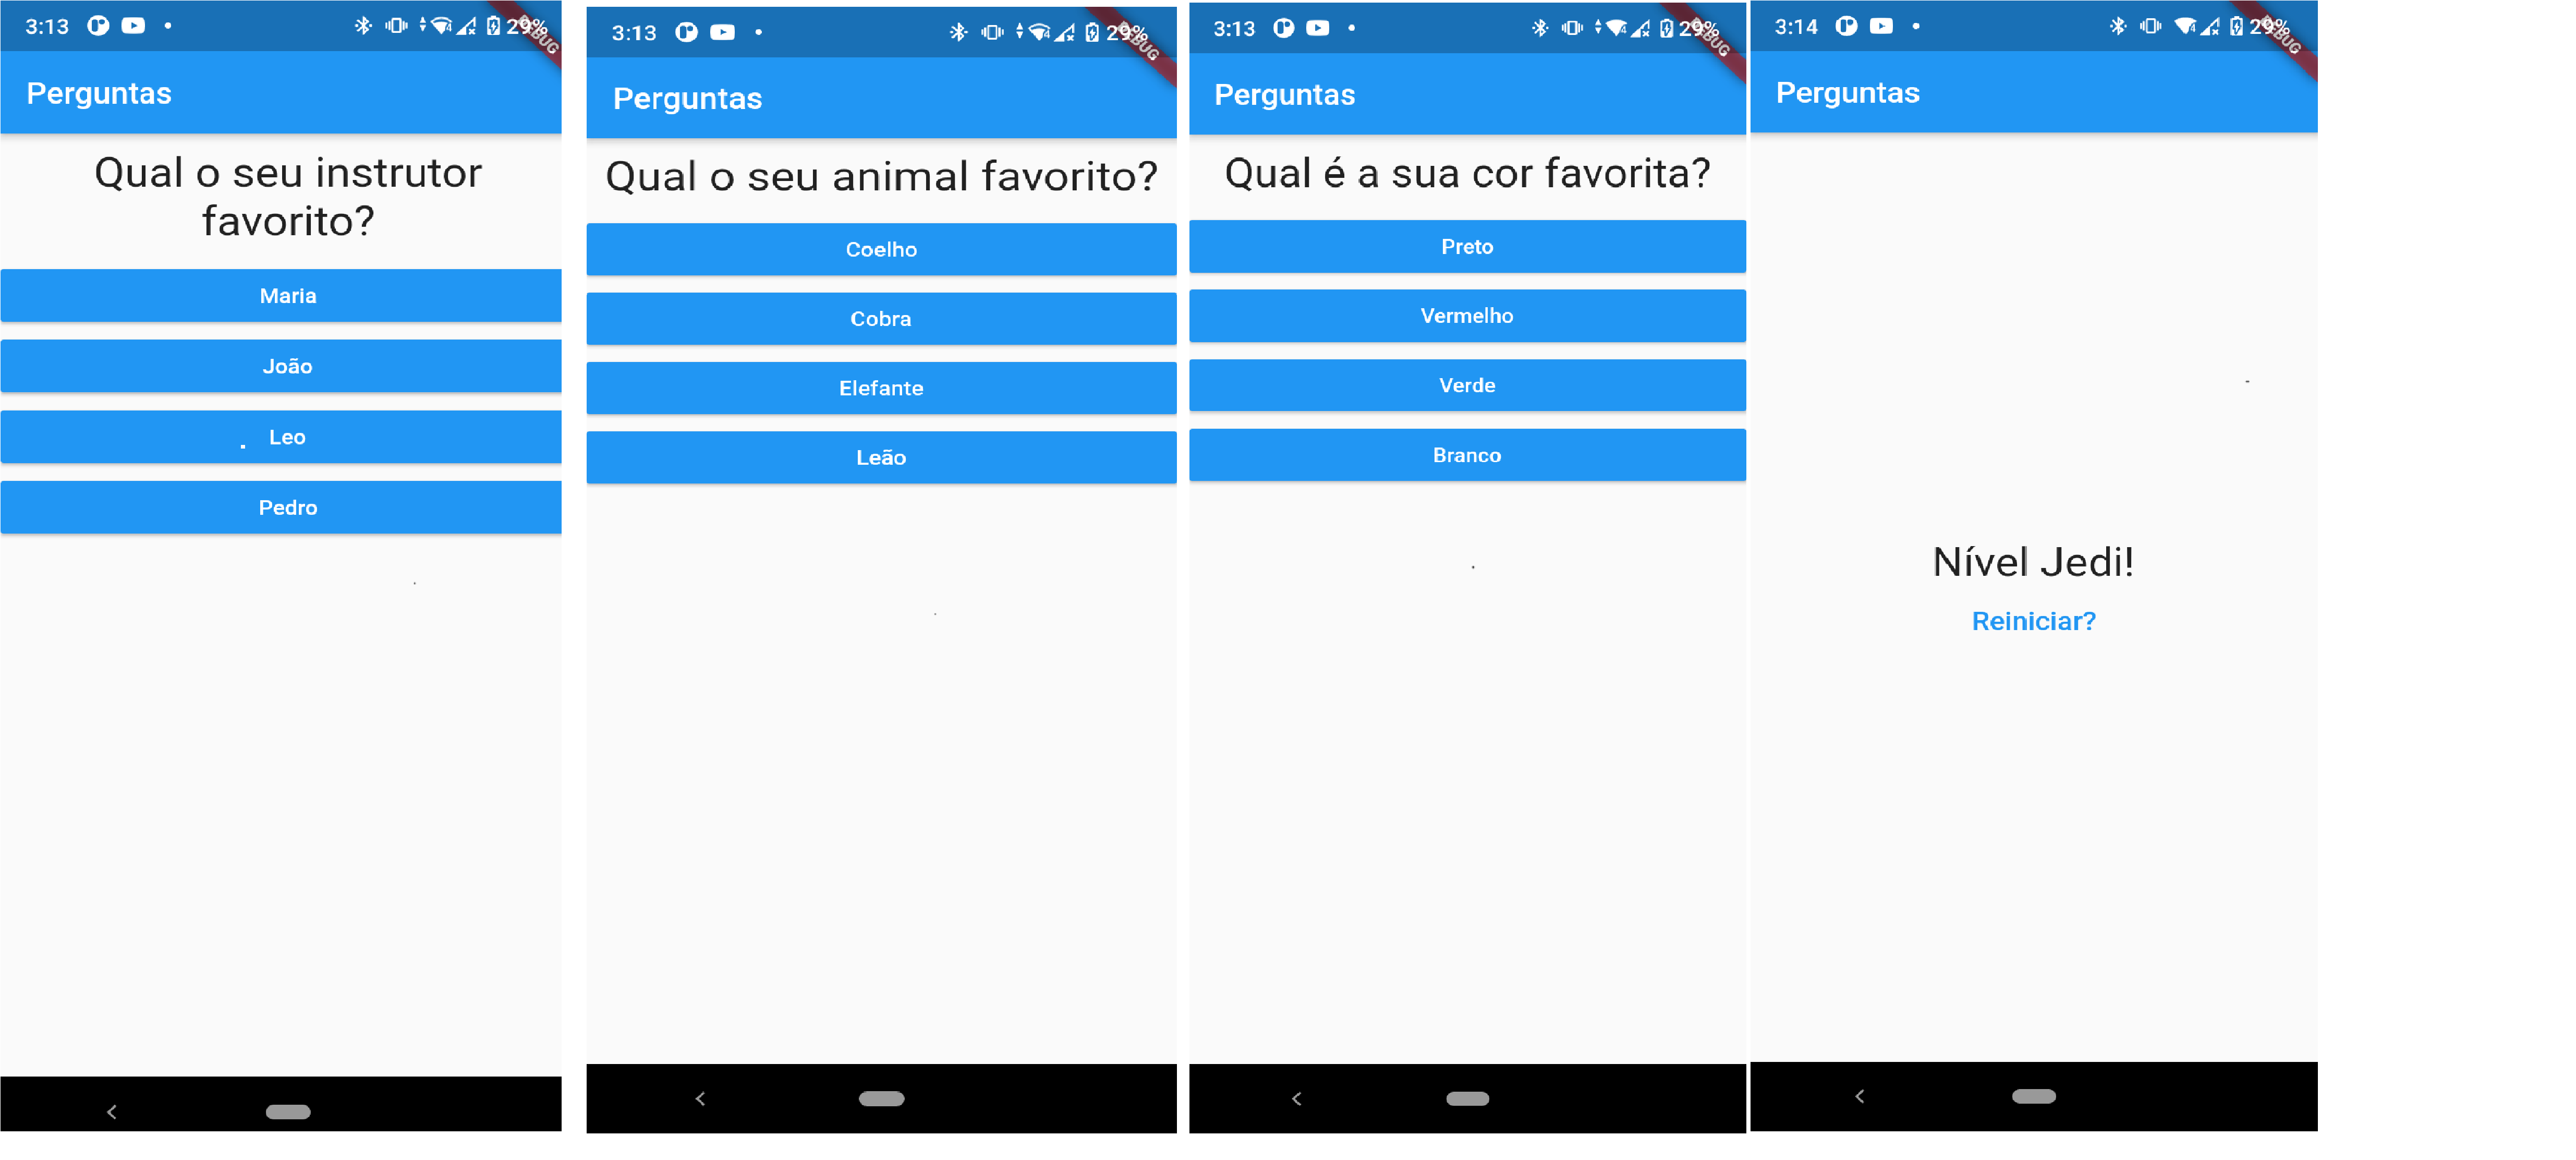 3:13
29%
DEBUG
Perguntas
Qual o seu instrutor
favorito?
Maria
João
Leo
Pedro
3:13
29%
DEBUG
Perguntas
Qual o seu animal favorito?
Coelho
Cobra
Elefante
Leão
3:13
29%
DEBUG
Perguntas
Qual é a sua cor favorita?
Preto
Vermelho
Verde
Branco
3:14
29%
DEBUG
Perguntas
Nível Jedi!
Reiniciar?